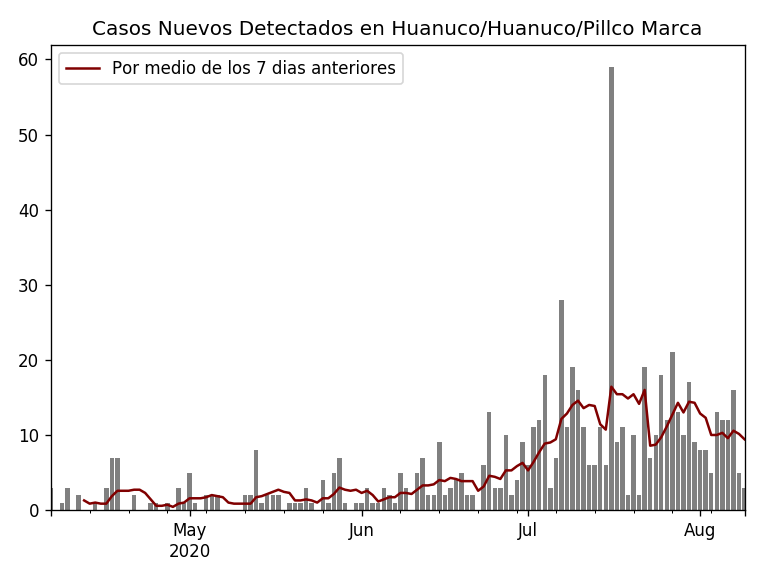 Casos Nuevos Detectados en Huanuco/Huanuco/Pillco Marca
Por medio de los 7 dias anteriores
60
50
40
30
20
10
0
May
2020
Jun
Jul
Aug